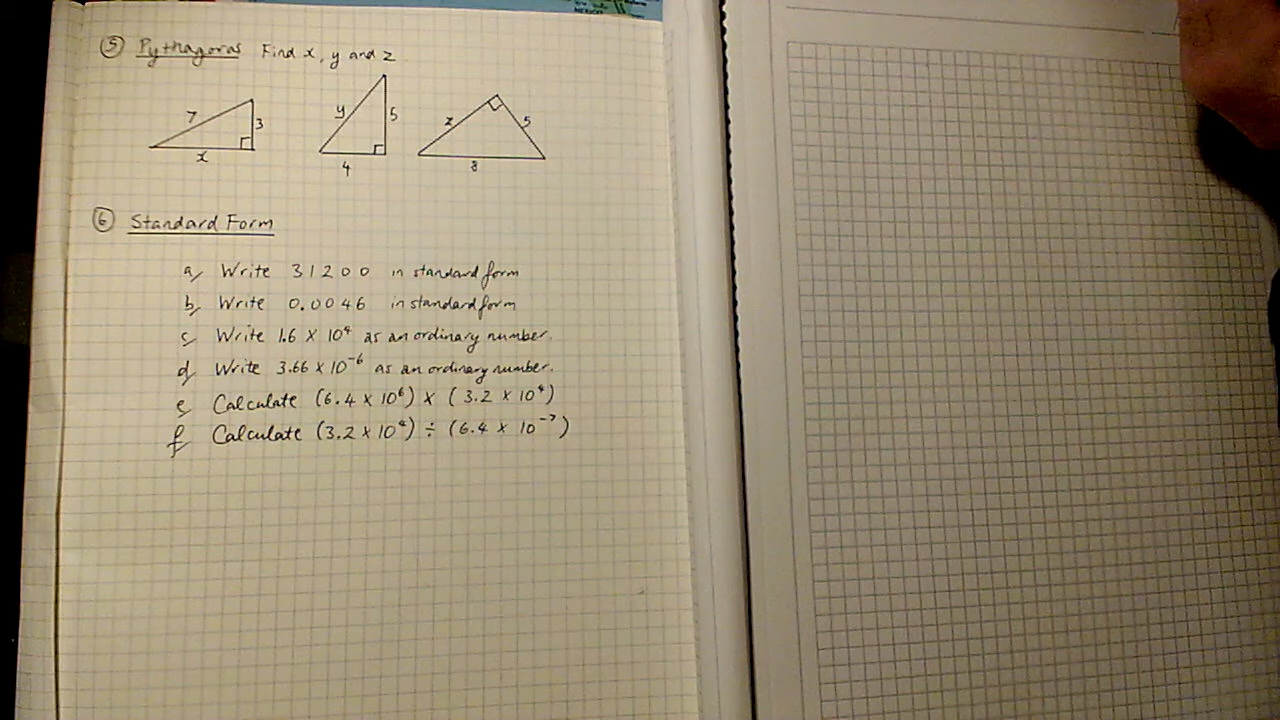 5 Pythagoras Find x, y and z
7 3 x
y 5 4
z 5 8
6 Standard Form
a, Write 31200 in standard form
b, Write 0.0046 in standard form
c, Write 1.6 × 10⁴ as an ordinary number.
d, Write 3.66 × 10⁻⁶ as an ordinary number.
e, Calculate (6.4 × 10⁶) × (3.2 × 10⁴)
f, Calculate (3.2 × 10⁴) ÷ (6.4 × 10⁻⁷)